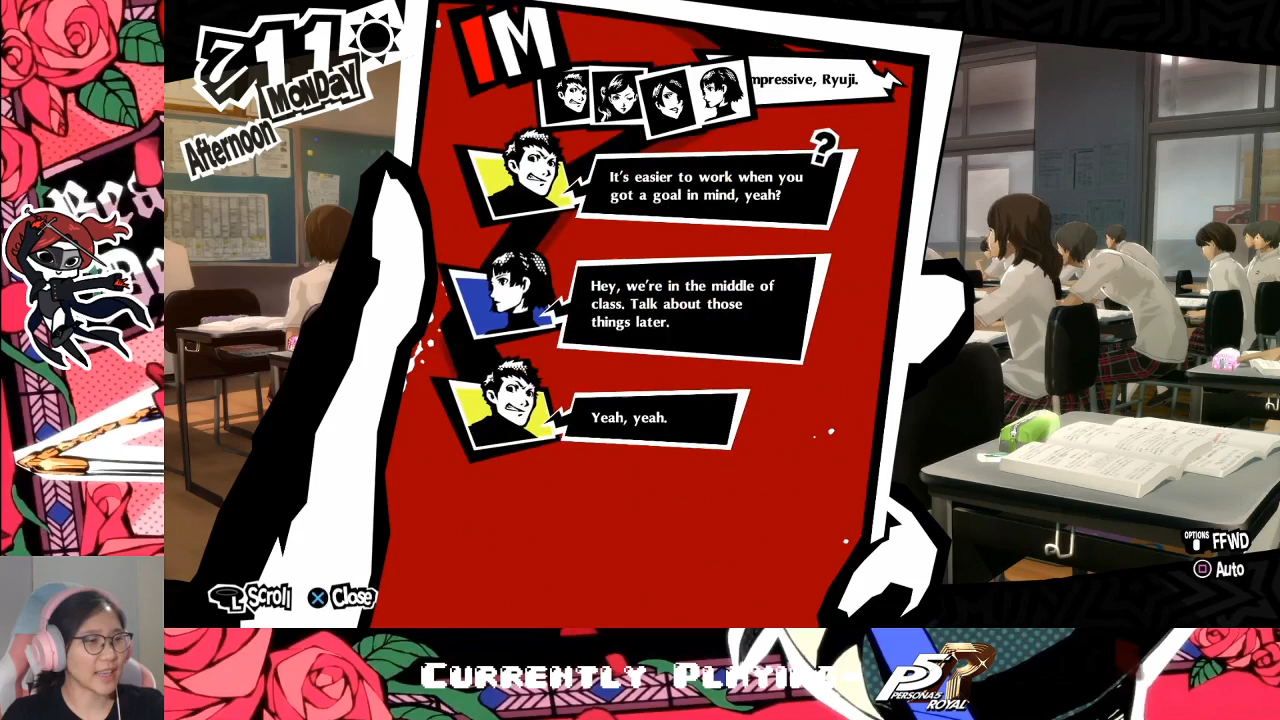 7/11
MONDAY
Afternoon
IM
mpressive, Ryuji.
?
It's easier to work when you
got a goal in mind, yeah?
Hey, we're in the middle of
class. Talk about those
things later.
Yeah, yeah.
L Scroll
Close
OPTIONS
FFWD
Auto
Currently Playing
P5R
PERSONA5
ROYAL